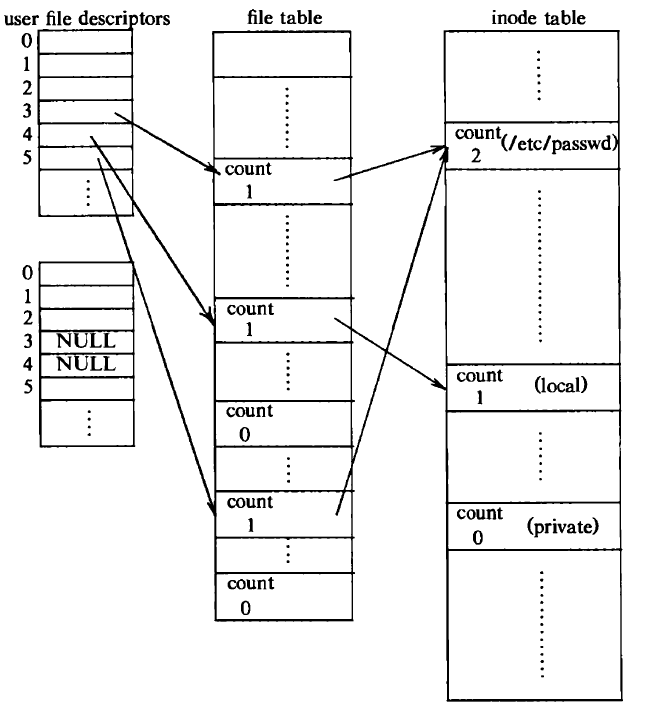 user file descriptors
file table
inode table
0
1
2
3
4
5
0
1
2
3 NULL
4 NULL
5
count
1
count
1
count
0
count
1
count
0
count (/etc/passwd)
2
count (local)
1
count (private)
0